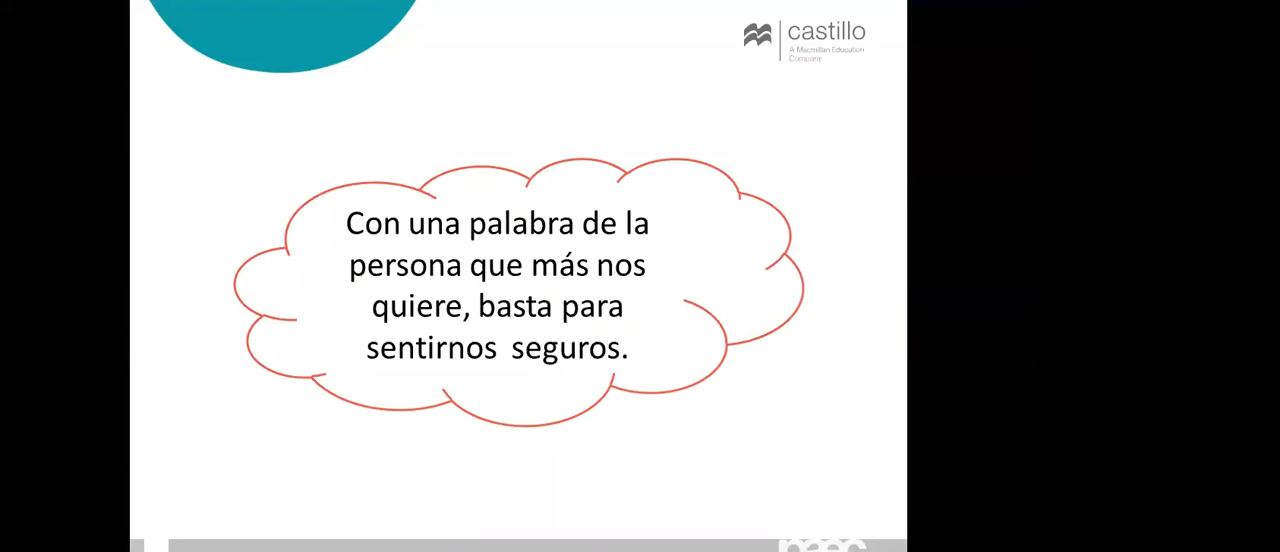 castillo
A Macmillan Education
Company
Con una palabra de la
persona que más nos
quiere, basta para
sentirnos  seguros.